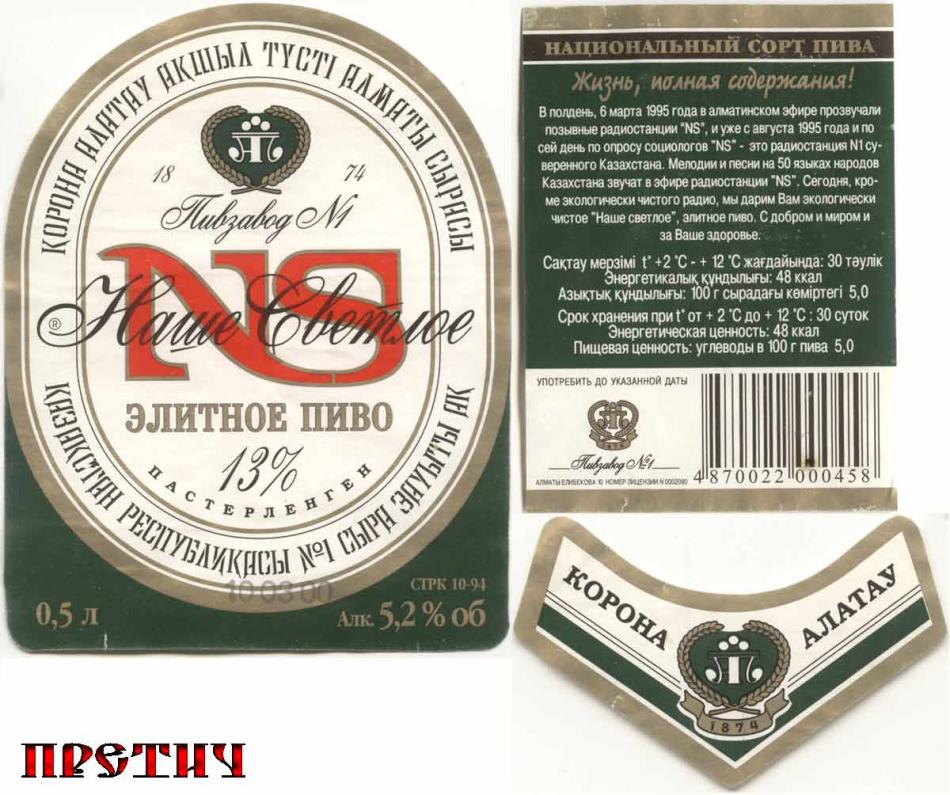 КОРОНА АЛАТАУ АҚШЫЛ ТҮСТІ АЛМАТЫ СЫРАСЫ
18 74
Пивзавод №1
NS
® Наше Светлое
ЭЛИТНОЕ ПИВО
13%
ПАСТЕРЛЕНГЕН
ҚАЗАҚСТАН РЕСПУБЛИКАСЫ №1 СЫРА ЗАУЫТЫ АҚ
10 03 00
СТРК 10-94
0,5 л
Алк. 5,2 % об
НАЦИОНАЛЬНЫЙ СОРТ ПИВА
Жизнь, полная содержания!
В полдень, 6 марта 1995 года в алматинском эфире прозвучали
позывные радиостанции "NS", и уже с августа 1995 года и по
сей день по опросу социологов "NS" - это радиостанция N1 су-
веренного Казахстана. Мелодии и песни на 50 языках народов
Казахстана звучат в эфире радиостанции "NS". Сегодня, кро-
ме экологически чистого радио, мы дарим Вам экологически
чистое "Наше светлое", элитное пиво. С добром и миром и
за Ваше здоровье.
Сақтау мерзімі t° +2 °C - + 12 °C жағдайында: 30 тәулік
Энергетикалық құндылығы: 48 ккал
Азықтық құндылығы: 100 г сырадағы көміртегі 5,0
Срок хранения при t° от + 2 °C до + 12 °C : 30 суток
Энергетическая ценность: 48 ккал
Пищевая ценность: углеводы в 100 г пива 5,0
УПОТРЕБИТЬ ДО УКАЗАННОЙ ДАТЫ
1874
Пивзавод №1
АЛМАТЫ ЕЛИБЕКОВА 10 НОМЕР ЛИЦЕНЗИИ N 0002080
4 870022 000458
КОРОНА АЛАТАУ
1874
ПРЕТИЧ